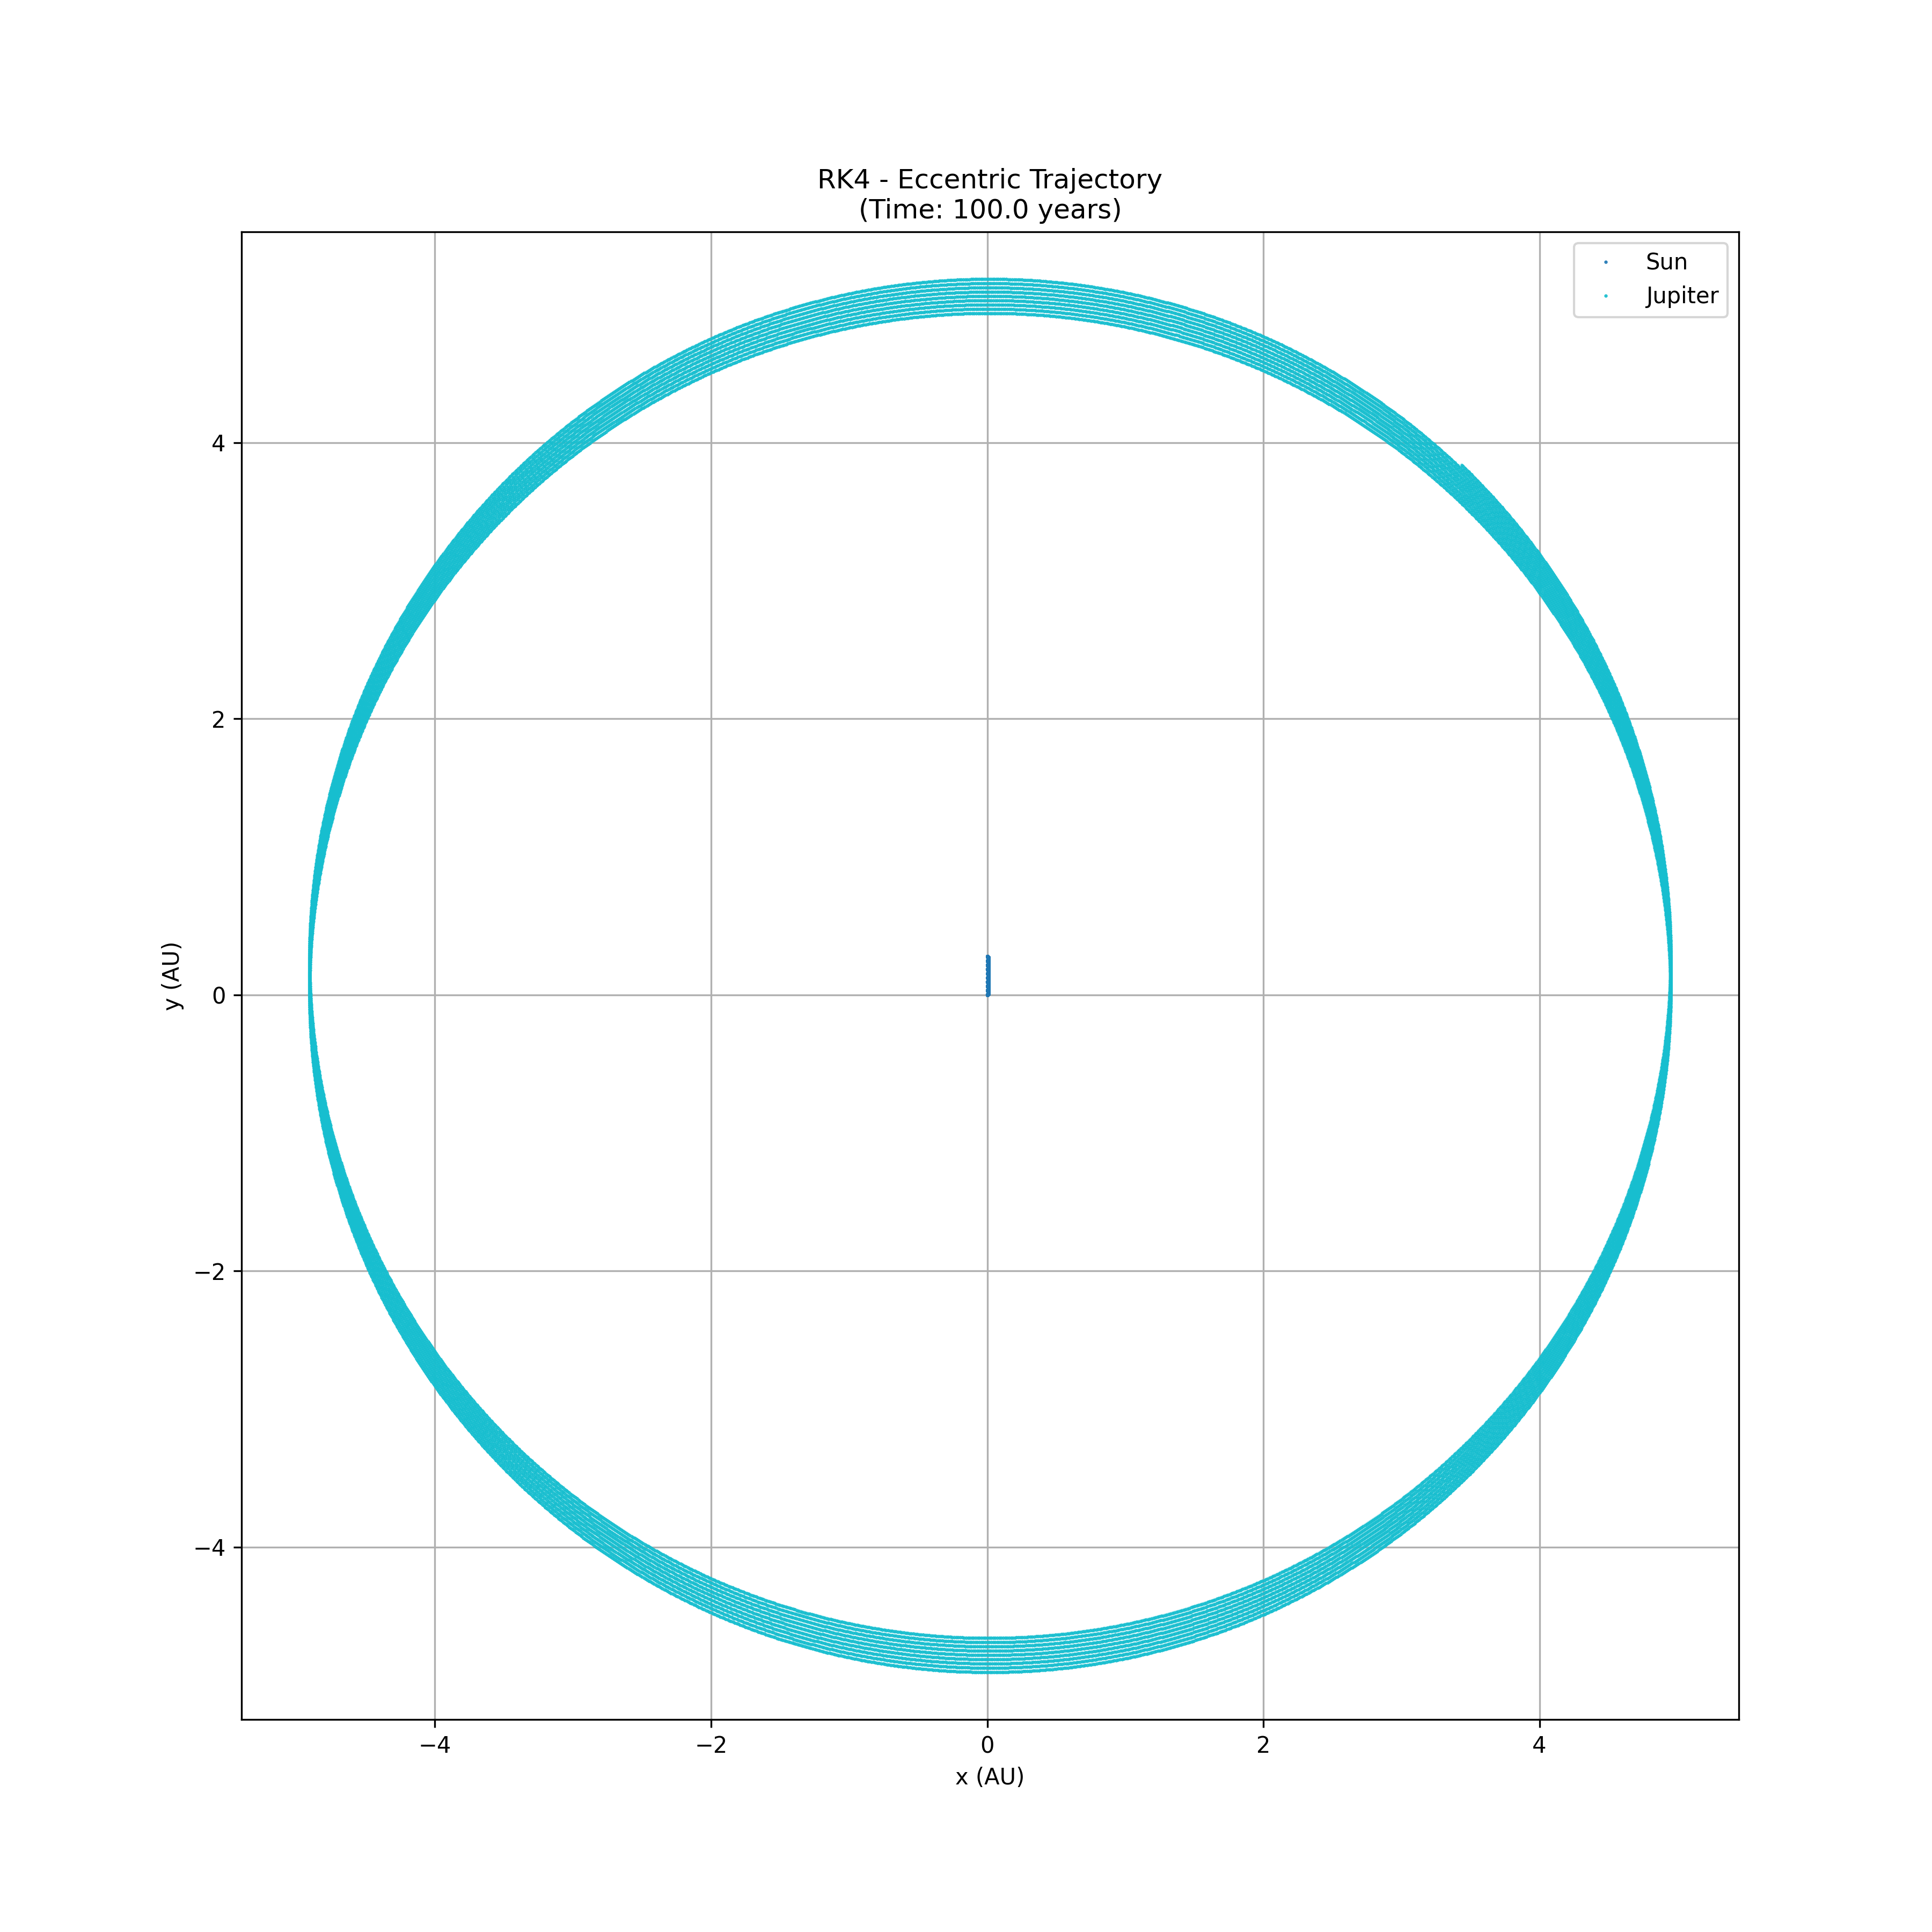 RK4 - Eccentric Trajectory
(Time: 100.0 years)
Sun
Jupiter
4
2
0
−2
−4
y (AU)
−4
−2
0
2
4
x (AU)